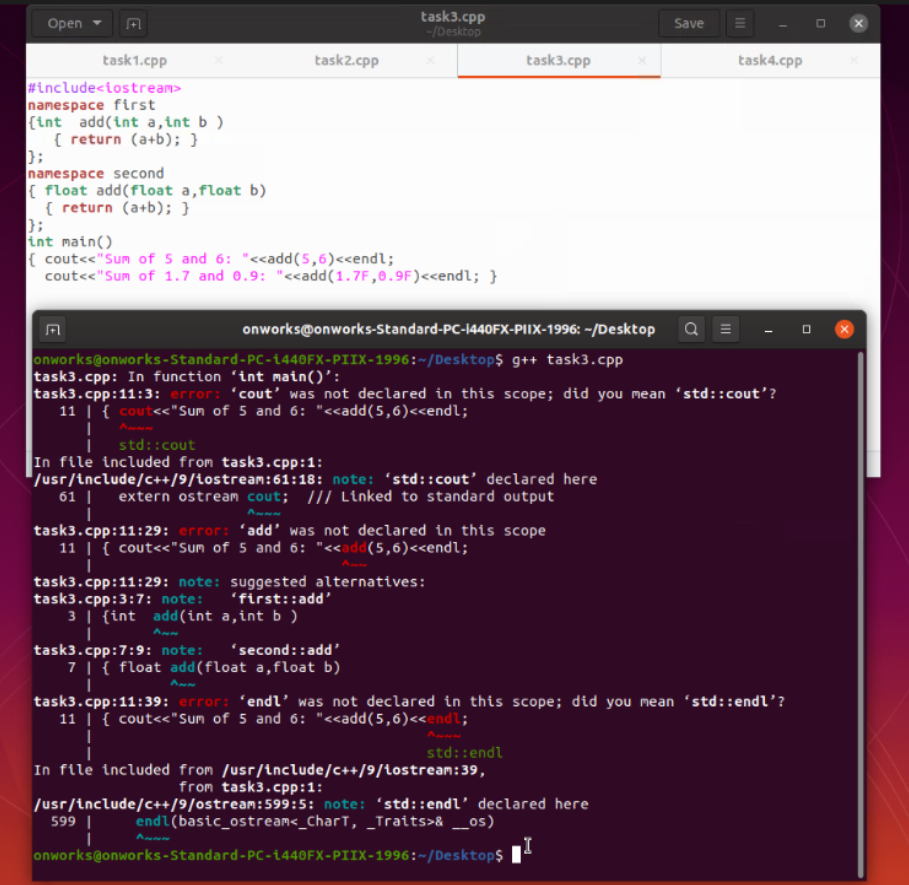 Open
task3.cpp
~/Desktop
Save
task1.cpp
task2.cpp
task3.cpp
task4.cpp
#include<iostream>
namespace first
{int  add(int a,int b )
   { return (a+b); }
};
namespace second
{ float add(float a,float b)
  { return (a+b); }
};
int main()
{ cout<<"Sum of 5 and 6: "<<add(5,6)<<endl;
  cout<<"Sum of 1.7 and 0.9: "<<add(1.7F,0.9F)<<endl; }
onworks@onworks-Standard-PC-i440FX-PIIX-1996: ~/Desktop
onworks@onworks-Standard-PC-i440FX-PIIX-1996:~/Desktop$ g++ task3.cpp
task3.cpp: In function ‘int main()’:
task3.cpp:11:3: error: ‘cout’ was not declared in this scope; did you mean ‘std::cout’?
   11 | { cout<<"Sum of 5 and 6: "<<add(5,6)<<endl;
      |   ^~~~
      |   std::cout
In file included from task3.cpp:1:
/usr/include/c++/9/iostream:61:18: note: ‘std::cout’ declared here
   61 |   extern ostream cout;  /// Linked to standard output
      |                  ^~~~
task3.cpp:11:29: error: ‘add’ was not declared in this scope
   11 | { cout<<"Sum of 5 and 6: "<<add(5,6)<<endl;
      |                             ^~~
task3.cpp:11:29: note: suggested alternatives:
task3.cpp:3:7: note:   ‘first::add’
    3 | {int  add(int a,int b )
      |       ^~~
task3.cpp:7:9: note:   ‘second::add’
    7 | { float add(float a,float b)
      |         ^~~
task3.cpp:11:39: error: ‘endl’ was not declared in this scope; did you mean ‘std::endl’?
   11 | { cout<<"Sum of 5 and 6: "<<add(5,6)<<endl;
      |                                       ^~~~
      |                                       std::endl
In file included from /usr/include/c++/9/iostream:39,
                 from task3.cpp:1:
/usr/include/c++/9/ostream:599:5: note: ‘std::endl’ declared here
  599 |     endl(basic_ostream<_CharT, _Traits>& __os)
      |     ^~~~
onworks@onworks-Standard-PC-i440FX-PIIX-1996:~/Desktop$